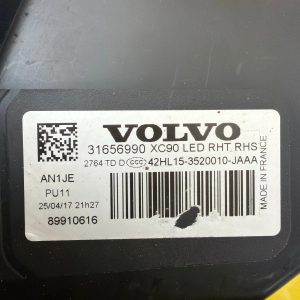 VOLVO
31656990 XC90 LED RHT RHS
2764 TD D CCC 42HL15-3520010-JAAA
AN1JE
PU11
25/04/17 21h27
89910616
MADE IN FRANCE